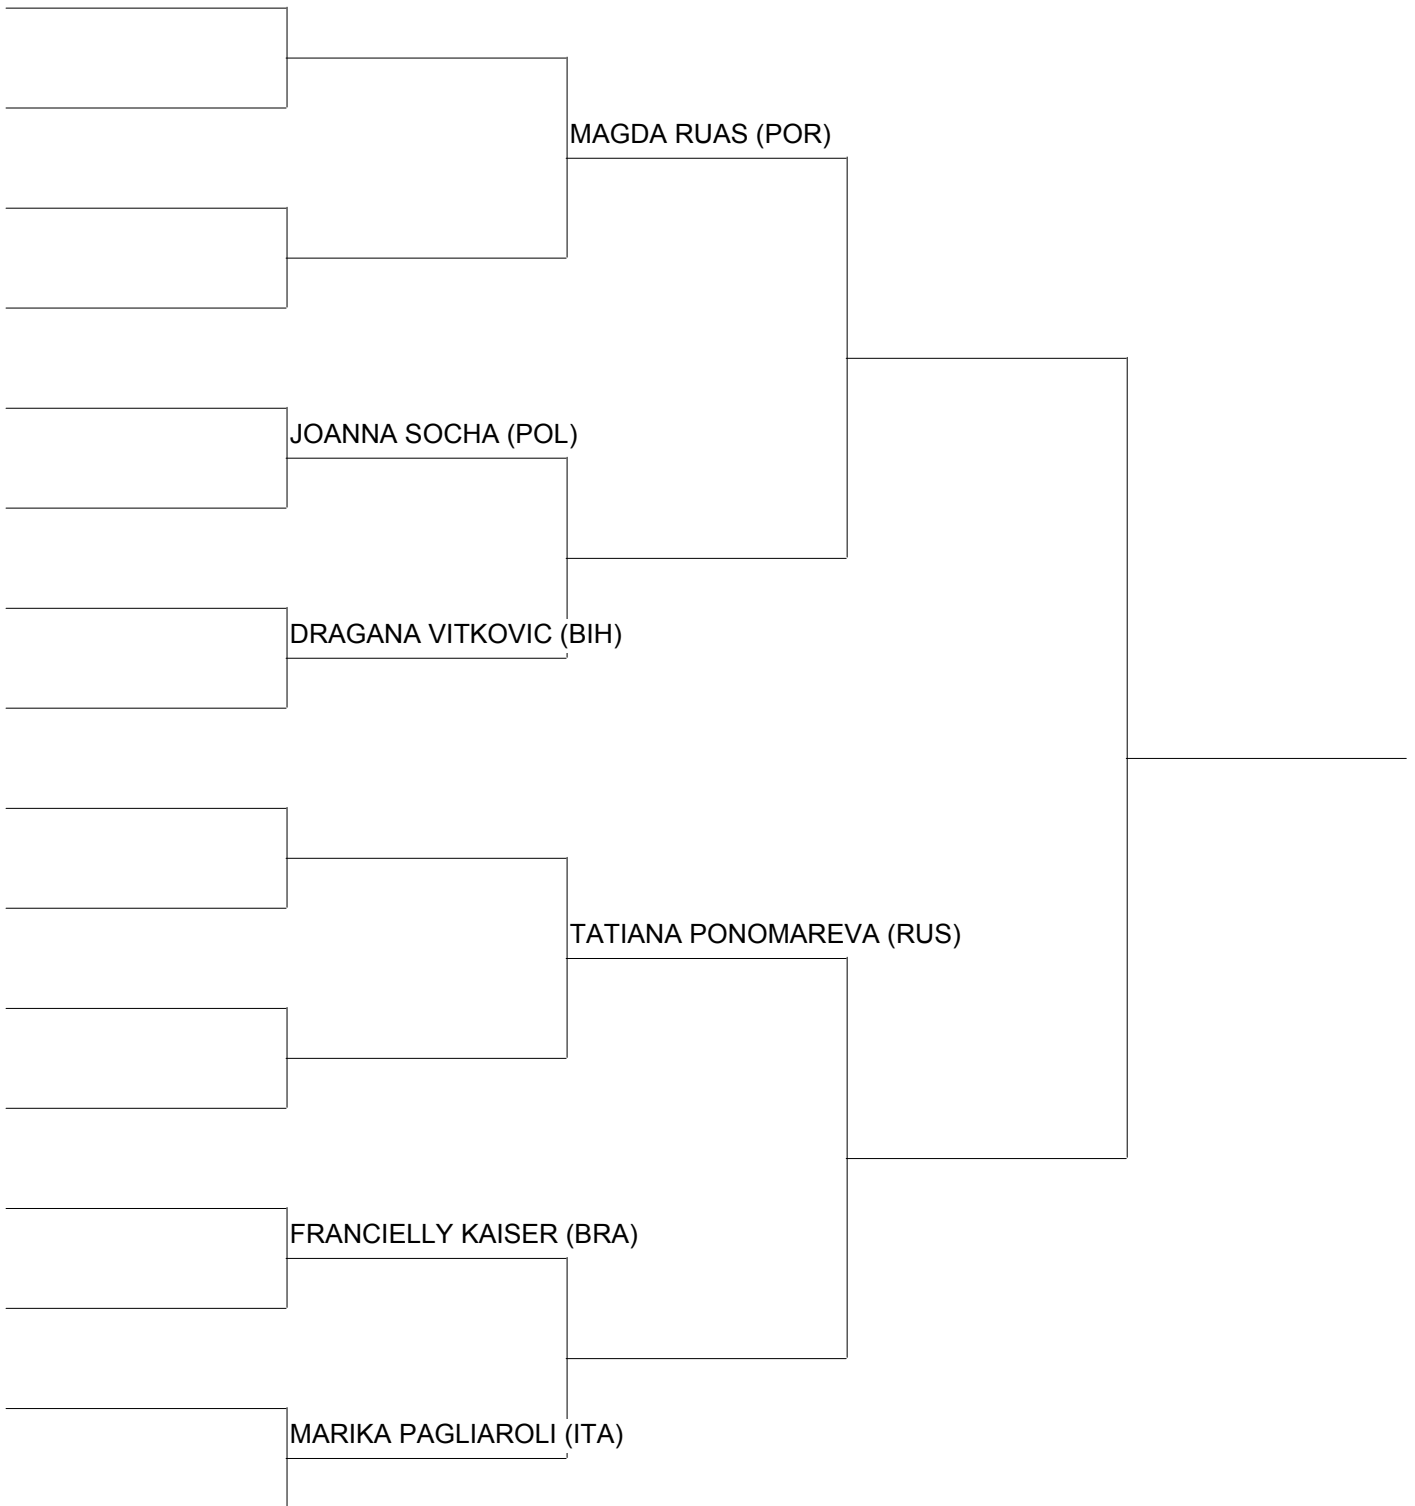 MAGDA RUAS (POR)
JOANNA SOCHA (POL)
DRAGANA VITKOVIC (BIH)
TATIANA PONOMAREVA (RUS)
FRANCIELLY KAISER (BRA)
MARIKA PAGLIAROLI (ITA)